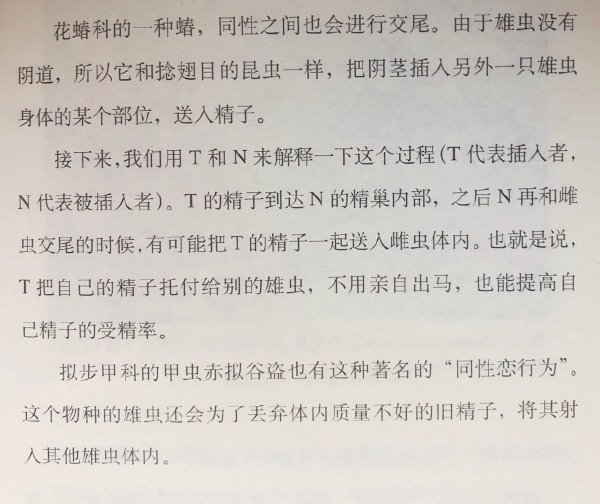 花蝽科的一种蝽，同性之间也会进行交尾。由于雄虫没有
阴道，所以它和捻翅目的昆虫一样，把阴茎插入另外一只雄虫
身体的某个部位，送入精子。
接下来，我们用 T 和 N 来解释一下这个过程（T 代表插入者，
N 代表被插入者）。T 的精子到达 N 的精巢内部，之后 N 再和雌
虫交尾的时候，有可能把 T 的精子一起送入雌虫体内。也就是说，
T 把自己的精子托付给别的雄虫，不用亲自出马，也能提高自
己精子的受精率。
拟步甲科的甲虫赤拟谷盗也有这种著名的“同性恋行为”。
这个物种的雄虫还会为了丢弃体内质量不好的旧精子，将其射
入其他雄虫体内。